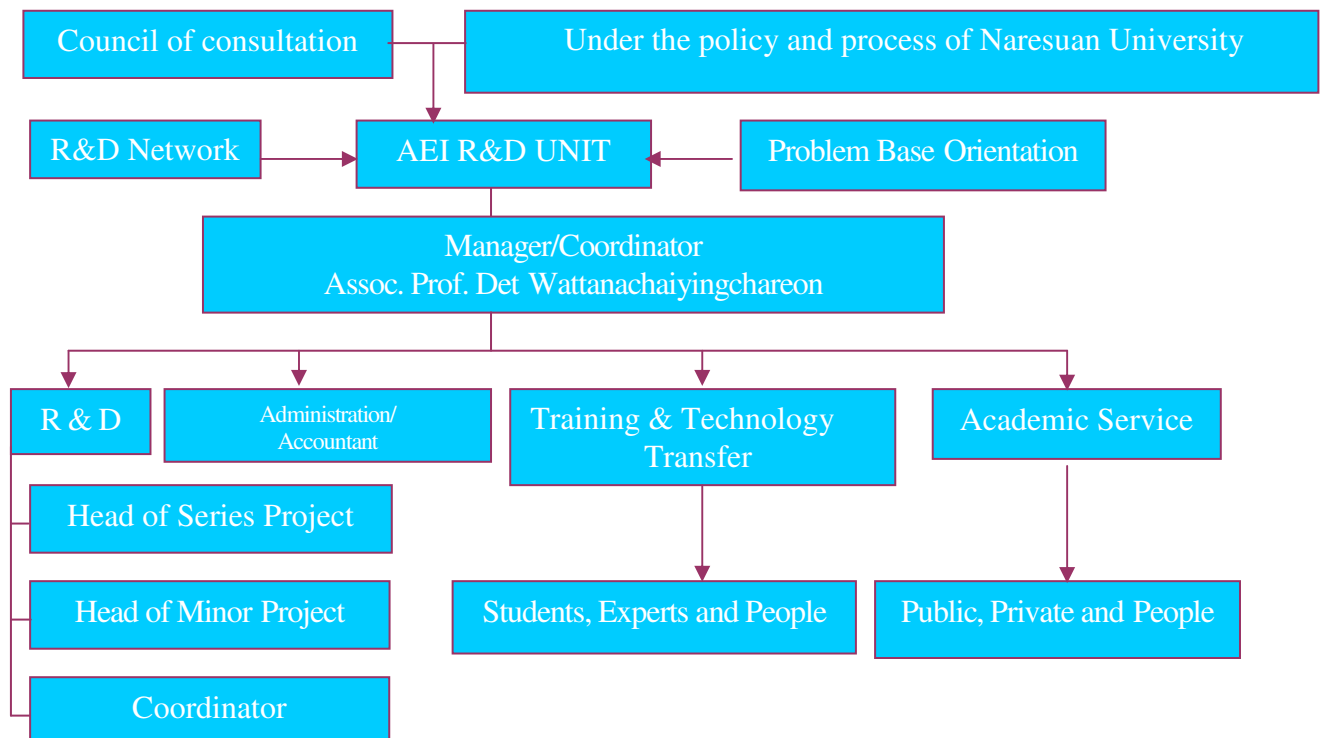 Council of consultation
Under the policy and process of Naresuan University
R&D Network
AEI R&D UNIT
Problem Base Orientation
Manager/Coordinator
Assoc. Prof. Det Wattanachaiyingchareon
R & D
Administration/
Accountant
Training & Technology
Transfer
Academic Service
Head of Series Project
Head of Minor Project
Students, Experts and People
Public, Private and People
Coordinator